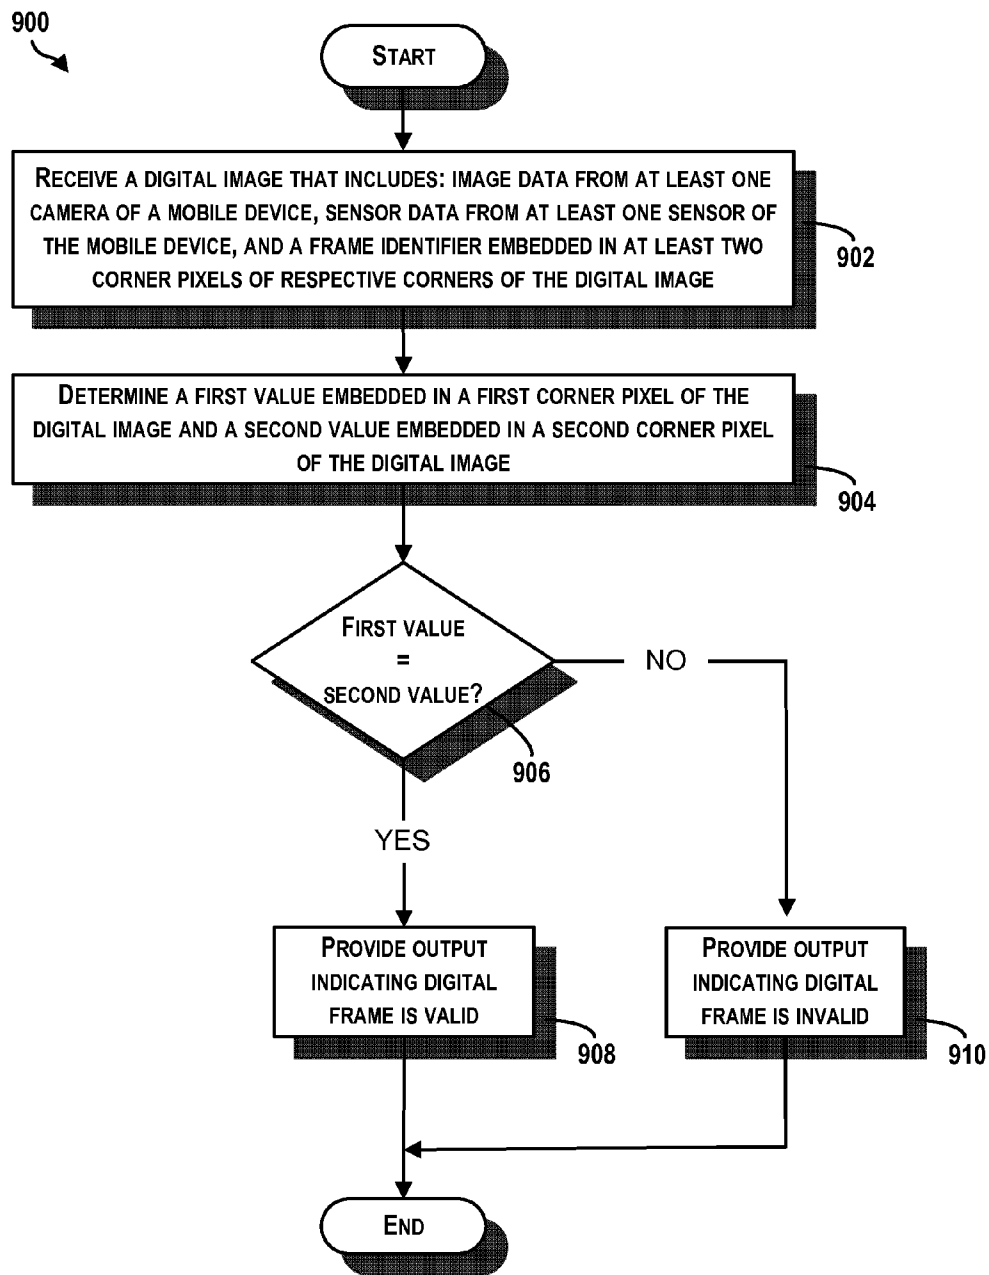 900
START
RECEIVE A DIGITAL IMAGE THAT INCLUDES: IMAGE DATA FROM AT LEAST ONE
CAMERA OF A MOBILE DEVICE, SENSOR DATA FROM AT LEAST ONE SENSOR OF
THE MOBILE DEVICE, AND A FRAME IDENTIFIER EMBEDDED IN AT LEAST TWO
CORNER PIXELS OF RESPECTIVE CORNERS OF THE DIGITAL IMAGE
902
DETERMINE A FIRST VALUE EMBEDDED IN A FIRST CORNER PIXEL OF THE
DIGITAL IMAGE AND A SECOND VALUE EMBEDDED IN A SECOND CORNER PIXEL
OF THE DIGITAL IMAGE
904
FIRST VALUE
=
SECOND VALUE?
NO
906
YES
PROVIDE OUTPUT
INDICATING DIGITAL
FRAME IS VALID
908
PROVIDE OUTPUT
INDICATING DIGITAL
FRAME IS INVALID
910
END